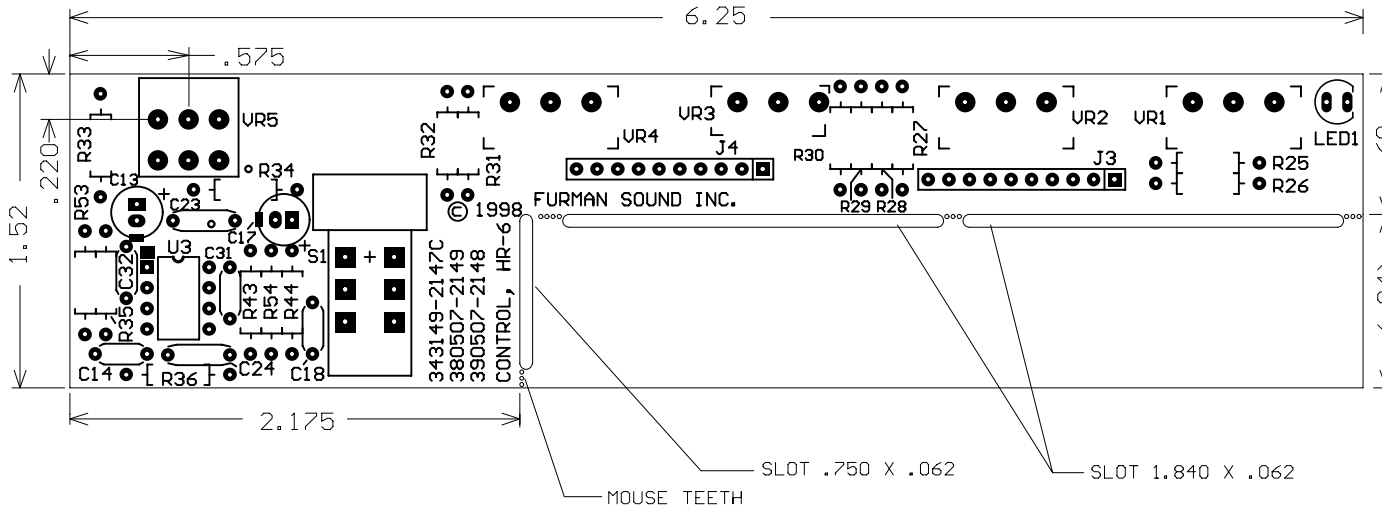 6.25
.575
.220
1.52
R33
VR5
R32
R31
VR4
VR3
J4
R30
R27
VR2
VR1
J3
LED1
R25
R26
R29
R28
C13
+
R34
R53
C23
C17
+
© 1998
FURMAN SOUND INC.
U3
C31
S1
+
C32
R35
R43
R54
R44
C14
R36
C24
C18
343149-2147C
380507-2149
390507-2148
CONTROL, HR-6
2.175
SLOT .750 X .062
SLOT 1.840 X .062
MOUSE TEETH